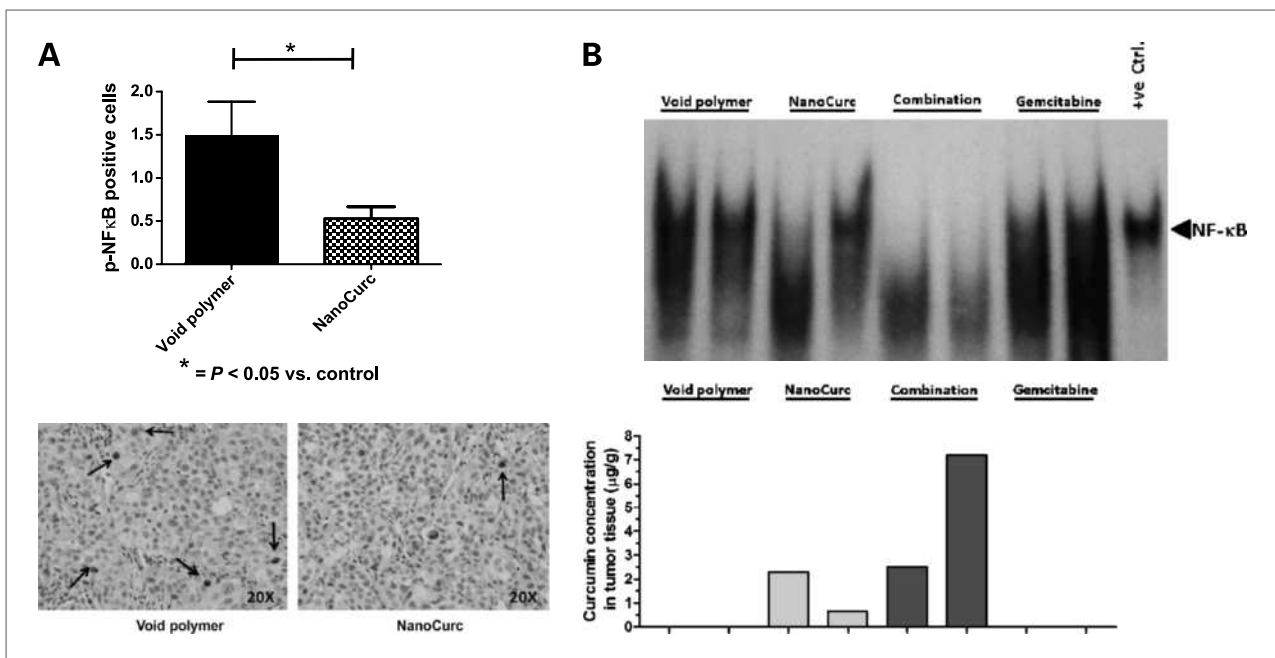 A
*
p-NFκB positive cells
2.0
1.5
1.0
0.5
0.0
Void polymer
NanoCurc
* = P < 0.05 vs. control
20X
20X
Void polymer
NanoCurc
B
Void polymer
NanoCurc
Combination
Gemcitabine
+ve Ctrl.
NF-κB
Void polymer
NanoCurc
Combination
Gemcitabine
Curcumin concentration
in tumor tissue (µg/g)
8
7
6
5
4
3
2
1
0